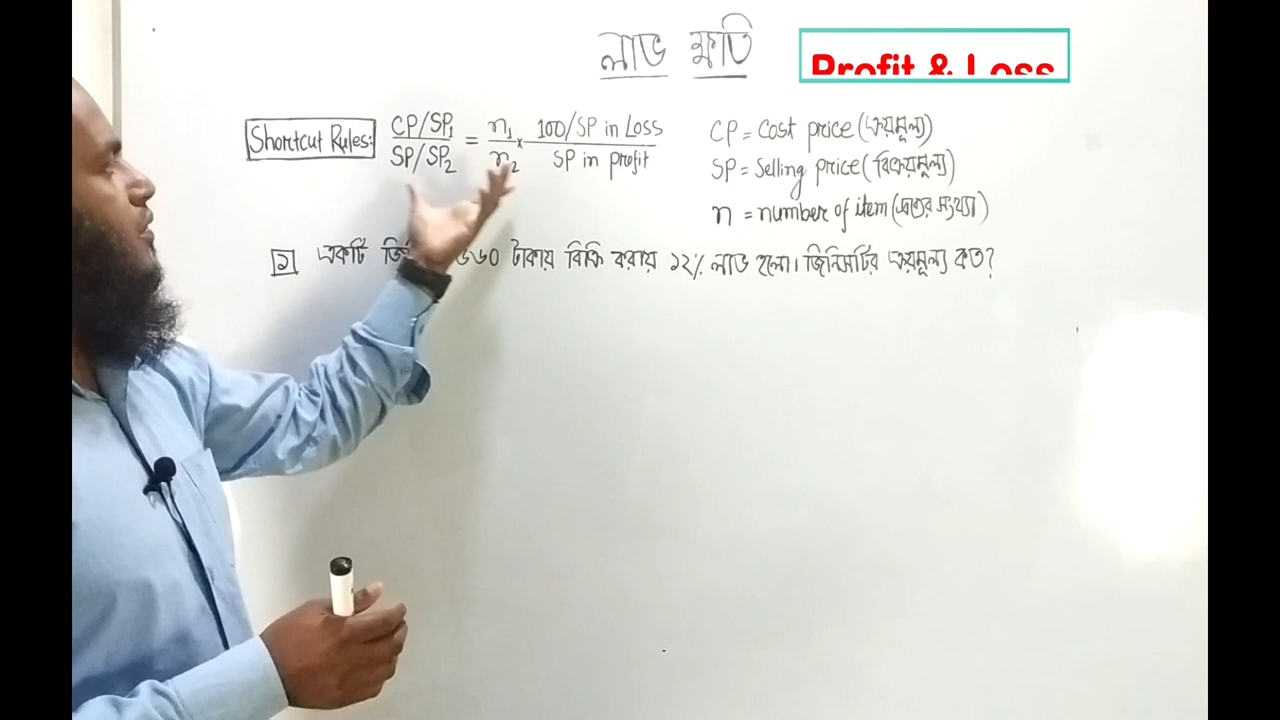 লাভ ক্ষতি
Profit & Loss
Shortcut Rules: CP/SP₁ / SP/SP₂ = n₁/n₂ × 100/SP in Loss / SP in profit
CP = Cost price (ক্রয়মূল্য)
SP = Selling price (বিক্রয়মূল্য)
n = number of item (দ্রব্যের সংখ্যা)
১ একটি টাকায় বিক্রি করায় ১২% লাভ হলো। জিনিসটির ক্রয়মূল্য কত?